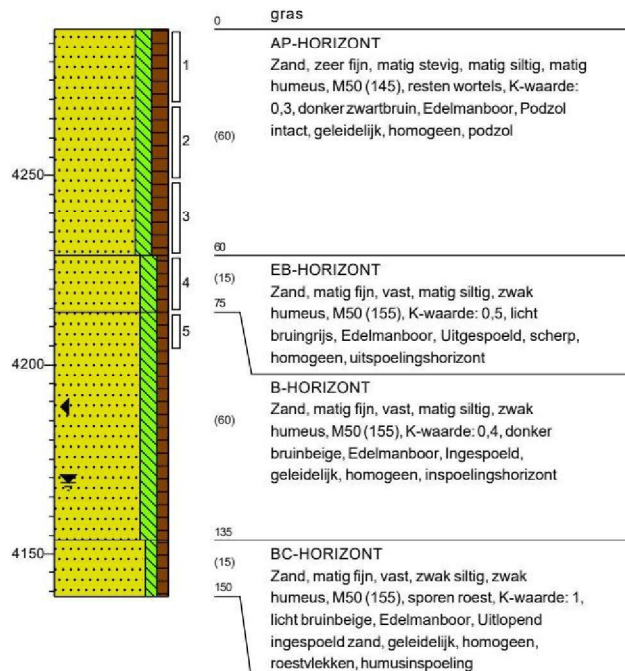 0
gras
AP-HORIZONT
Zand, zeer fijn, matig stevig, matig siltig, matig
humeus, M50 (145), resten wortels, K-waarde:
0,3, donker zwartbruin, Edelmanboor, Podzol
intact, geleidelijk, homogeen, podzol
1
2
3
4
5
4250
4200
4150
(60)
60
EB-HORIZONT
(15)
Zand, matig fijn, vast, matig siltig, zwak
75
humeus, M50 (155), K-waarde: 0,5, licht
bruingrijs, Edelmanboor, Uitgespoeld, scherp,
homogeen, uitspoelingshorizont
B-HORIZONT
(60)
Zand, matig fijn, vast, matig siltig, zwak
humeus, M50 (155), K-waarde: 0,4, donker
bruinbeige, Edelmanboor, Ingespoeld,
geleidelijk, homogeen, inspoelingshorizont
135
BC-HORIZONT
(15)
Zand, matig fijn, vast, zwak siltig, zwak
150
humeus, M50 (155), sporen roest, K-waarde: 1,
licht bruinbeige, Edelmanboor, Uitlopend
ingespoeld zand, geleidelijk, homogeen,
roestvlekken, humusinspoeling